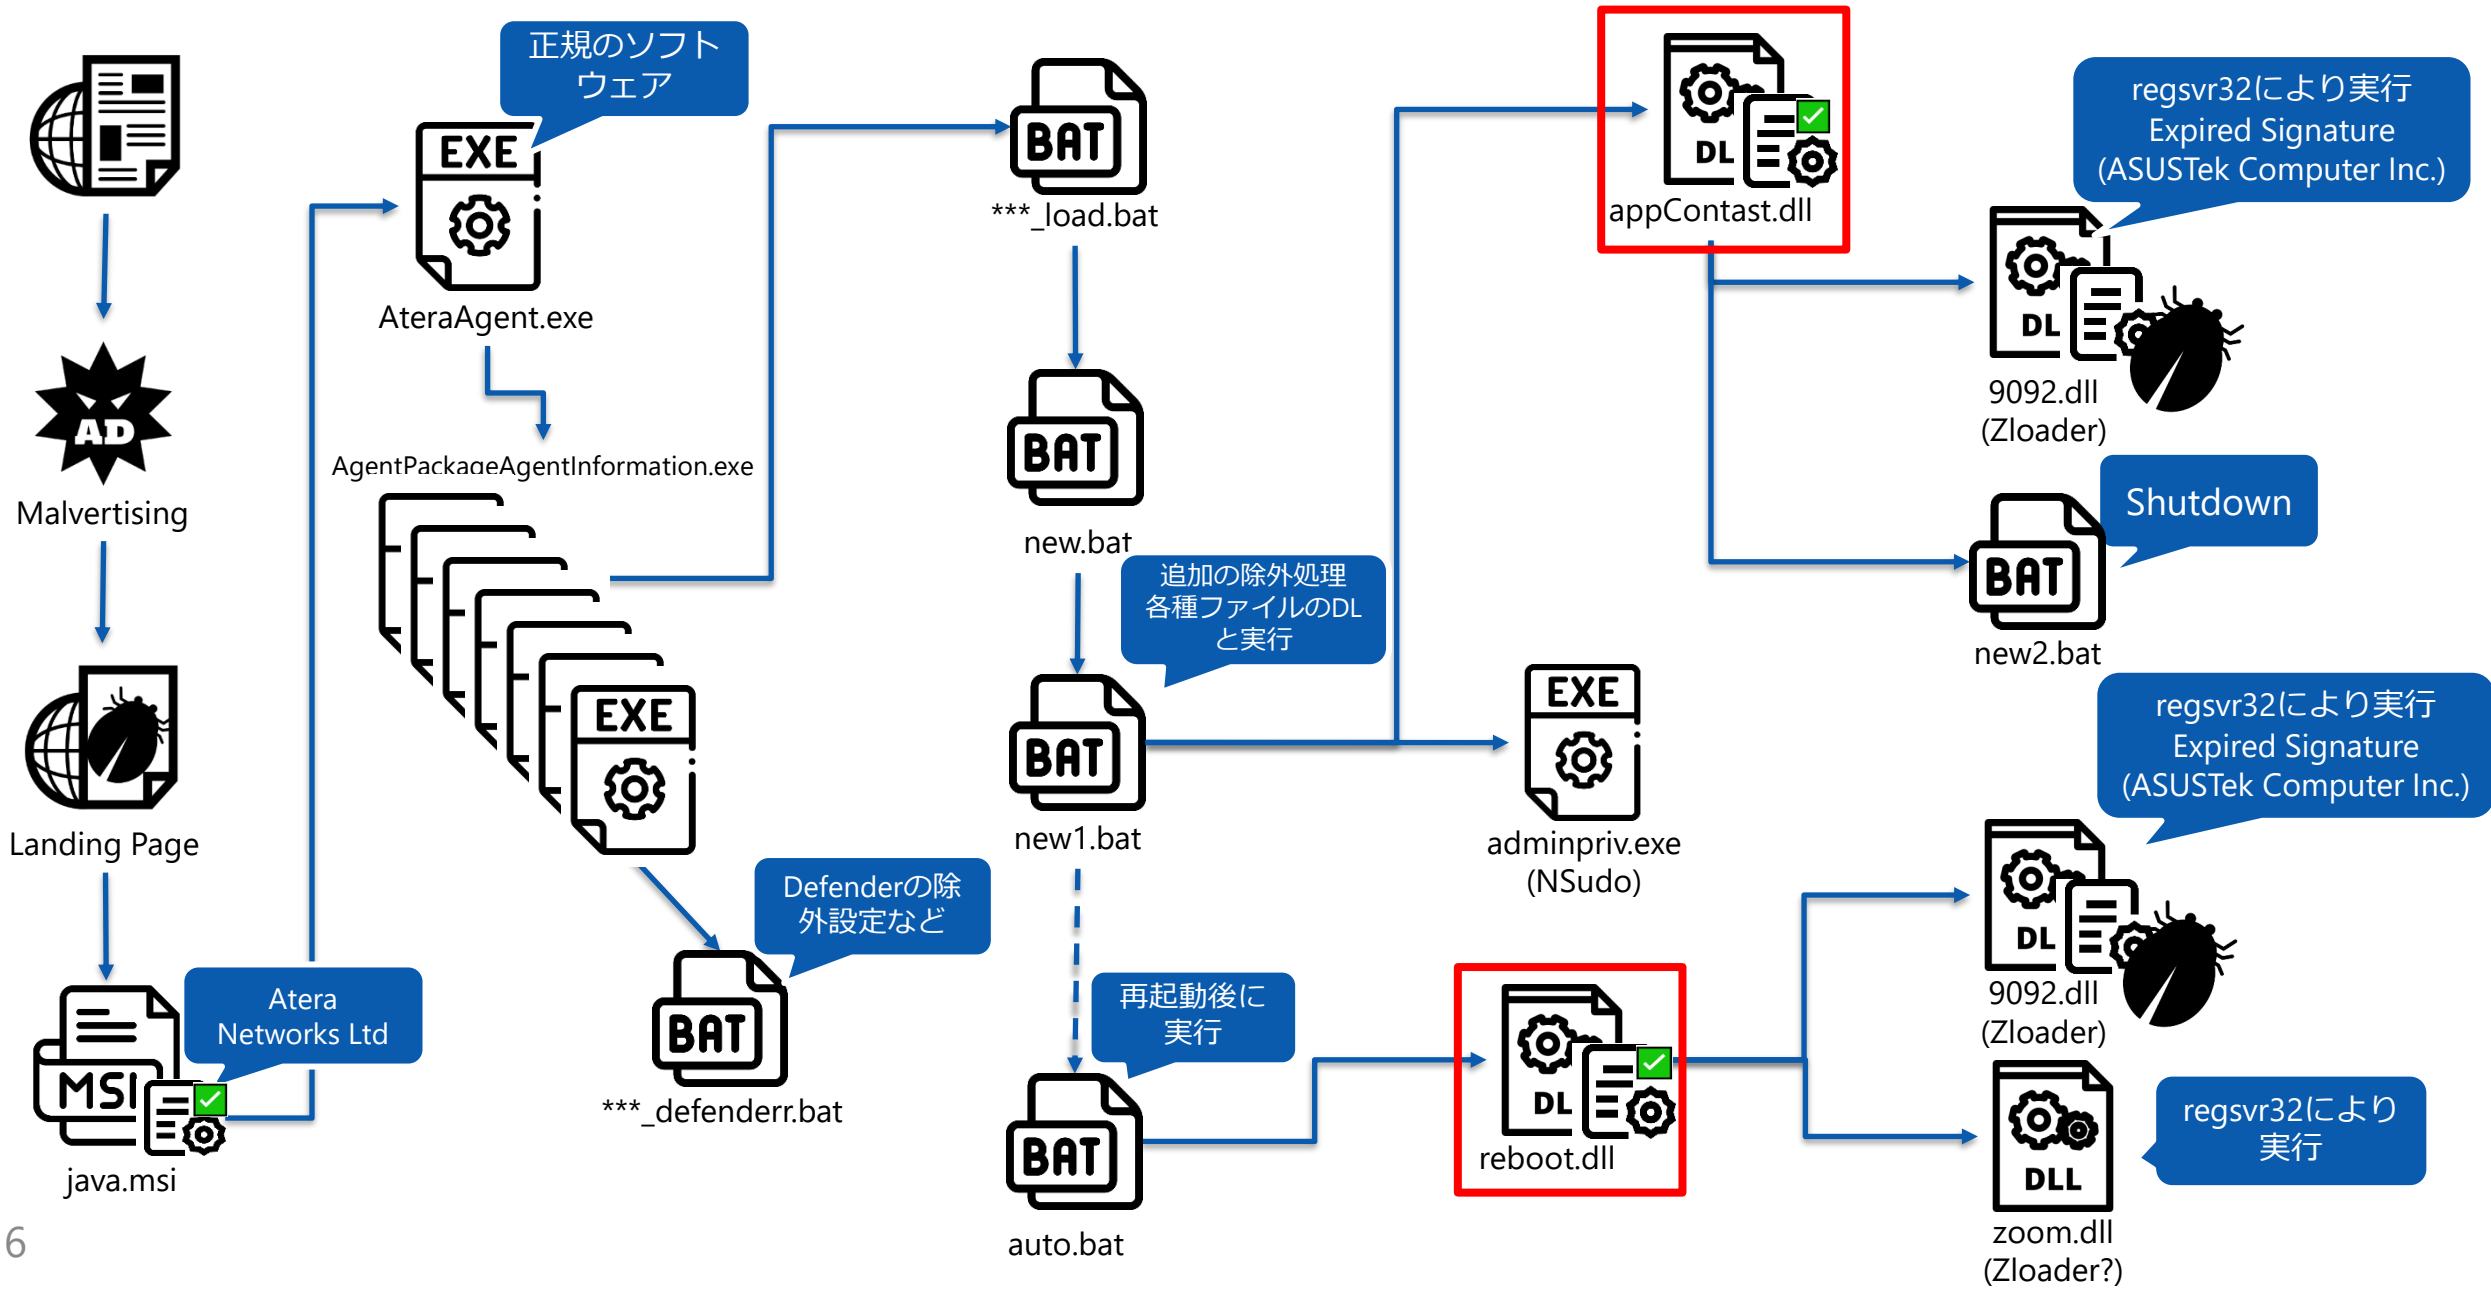 AD
Malvertising
Landing Page
MSI
java.msi
Atera
Networks Ltd
正規のソフト
ウェア
EXE
AteraAgent.exe
AgentPackageAgentInformation.exe
EXE
Defenderの除
外設定など
BAT
***_defenderr.bat
BAT
***_load.bat
BAT
new.bat
追加の除外処理
各種ファイルのDL
と実行
BAT
new1.bat
再起動後に
実行
BAT
auto.bat
DL
appContast.dll
EXE
adminpriv.exe
(NSudo)
DL
reboot.dll
regsvr32により実行
Expired Signature
(ASUSTek Computer Inc.)
DL
9092.dll
(Zloader)
Shutdown
BAT
new2.bat
regsvr32により実行
Expired Signature
(ASUSTek Computer Inc.)
DL
9092.dll
(Zloader)
regsvr32により
実行
DLL
zoom.dll
(Zloader?)
6